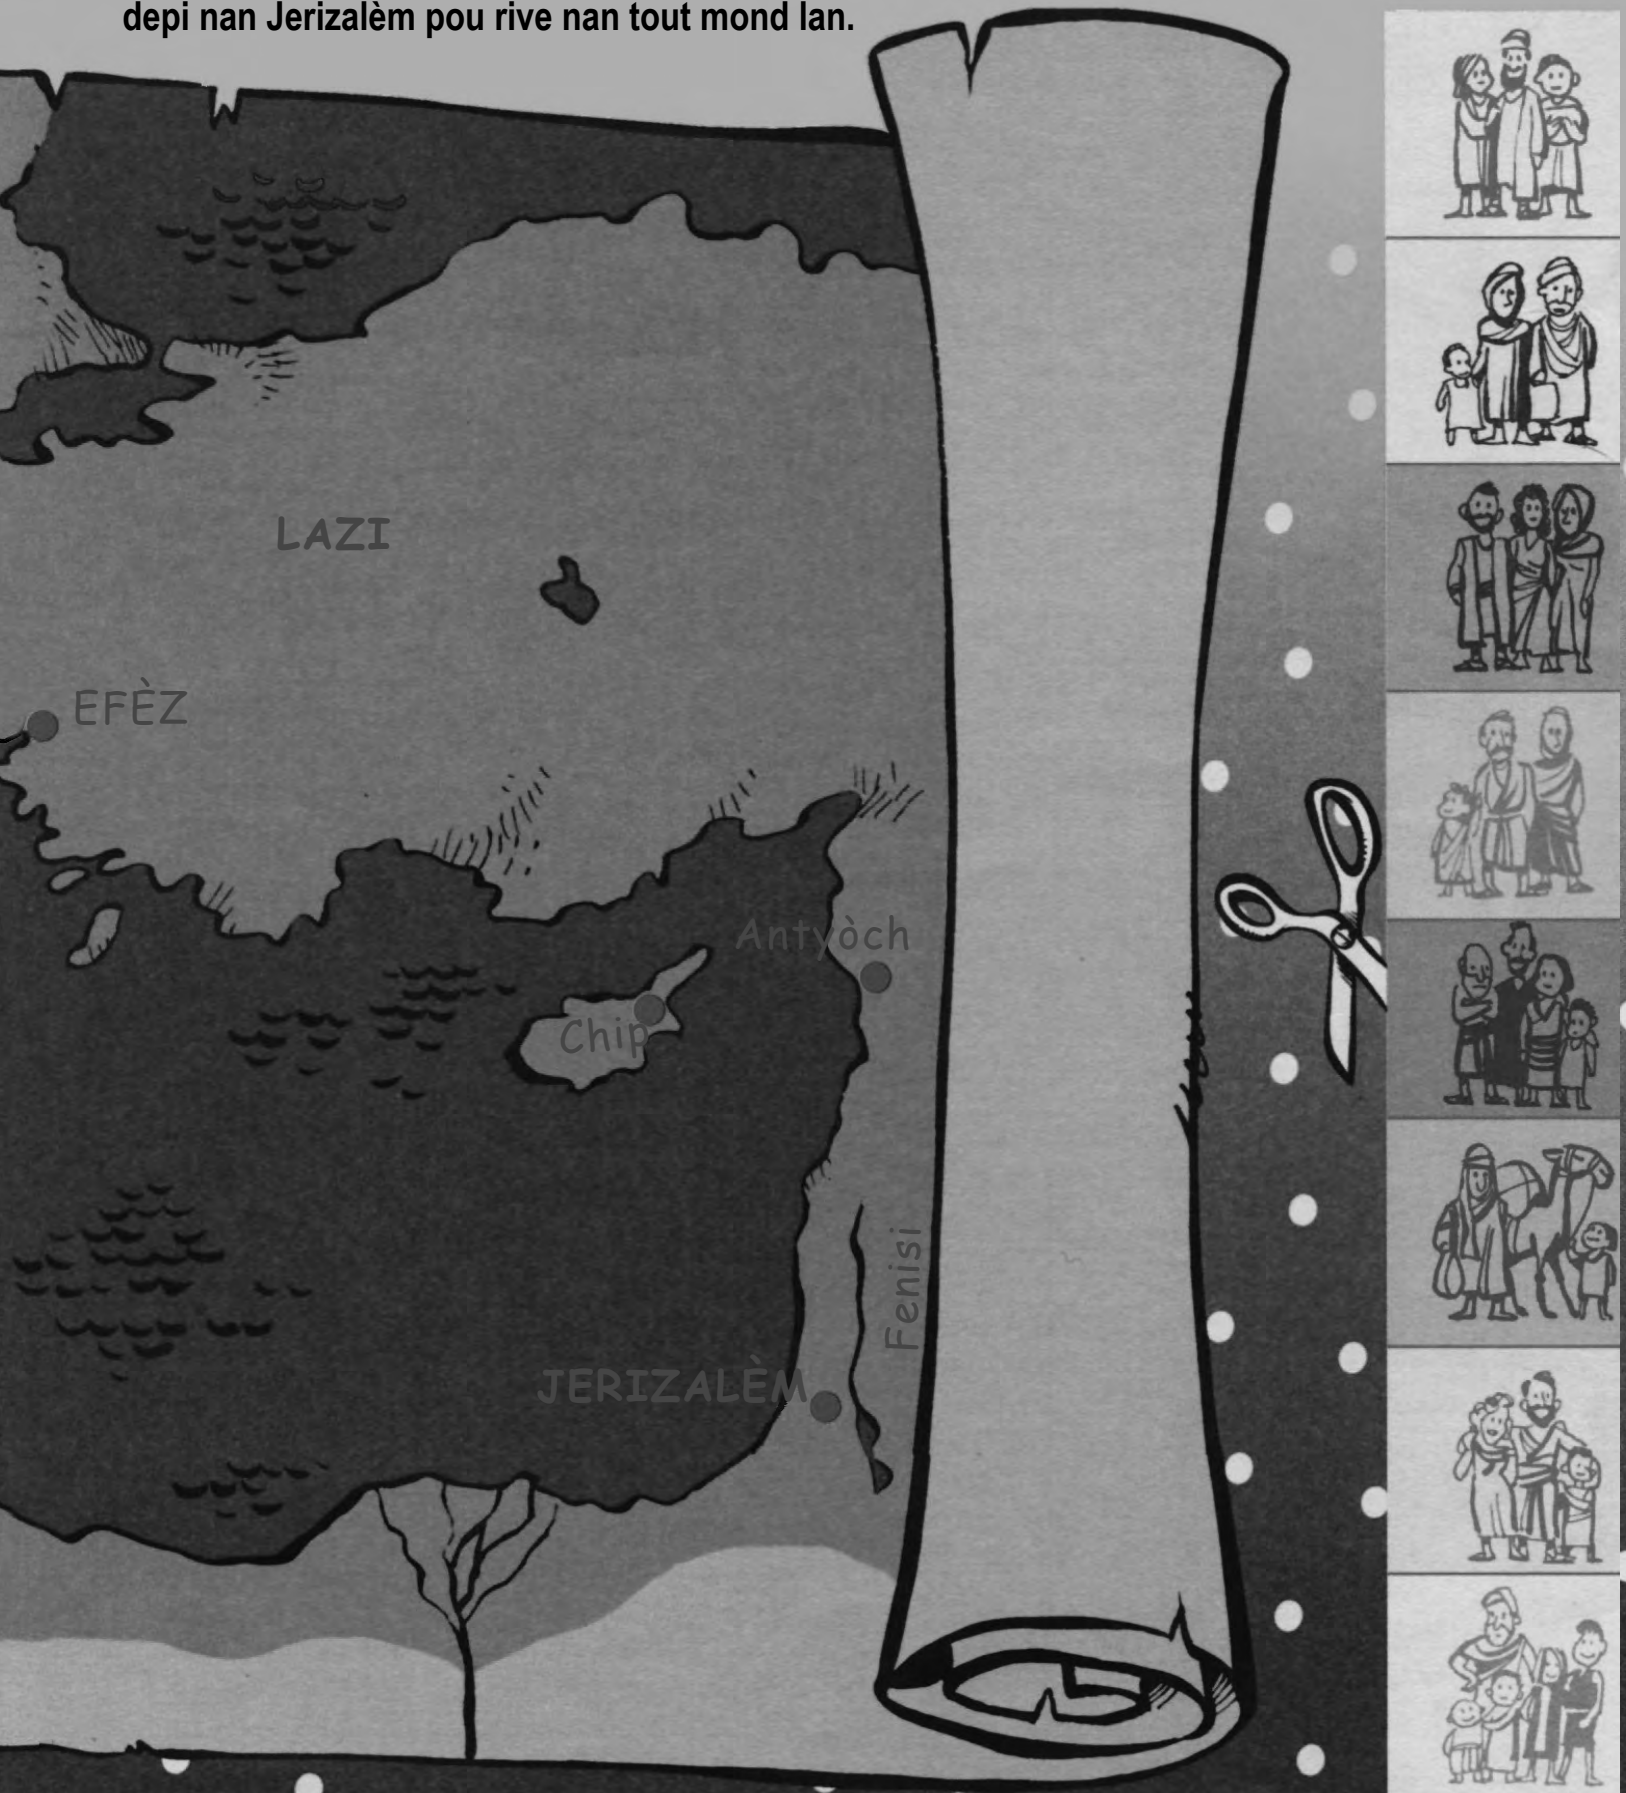 depi nan Jerizalèm pou rive nan tout mond lan.
LAZI
EFÈZ
Antyòch
Chip
Fenisi
JERIZALÈM